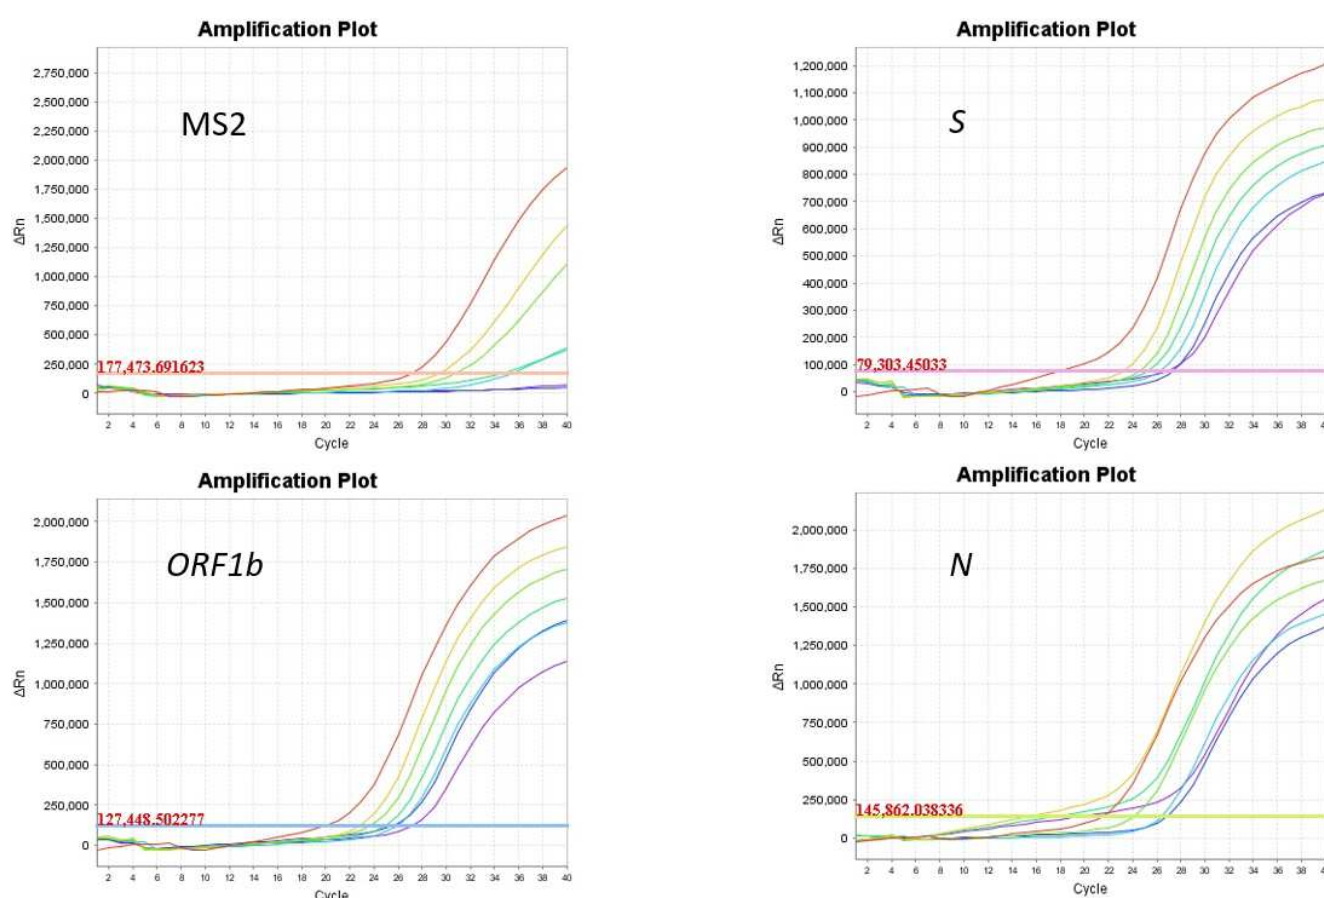 Amplification Plot
MS2
ΔRn
2,750,000
2,500,000
2,250,000
2,000,000
1,750,000
1,500,000
1,250,000
1,000,000
750,000
500,000
250,000
0
177,473.691623
2 4 6 8 10 12 14 16 18 20 22 24 26 28 30 32 34 36 38 40
Cycle
Amplification Plot
S
ΔRn
1,200,000
1,100,000
1,000,000
900,000
800,000
700,000
600,000
500,000
400,000
300,000
200,000
100,000
0
79,303.45033
2 4 6 8 10 12 14 16 18 20 22 24 26 28 30 32 34 36 38
Cycle
Amplification Plot
ORF1b
ΔRn
2,000,000
1,750,000
1,500,000
1,250,000
1,000,000
750,000
500,000
250,000
0
127,448.502277
2 4 6 8 10 12 14 16 18 20 22 24 26 28 30 32 34 36 38 40
Cycle
Amplification Plot
N
ΔRn
2,000,000
1,750,000
1,500,000
1,250,000
1,000,000
750,000
500,000
250,000
0
145,862.038336
2 4 6 8 10 12 14 16 18 20 22 24 26 28 30 32 34 36 38
Cycle